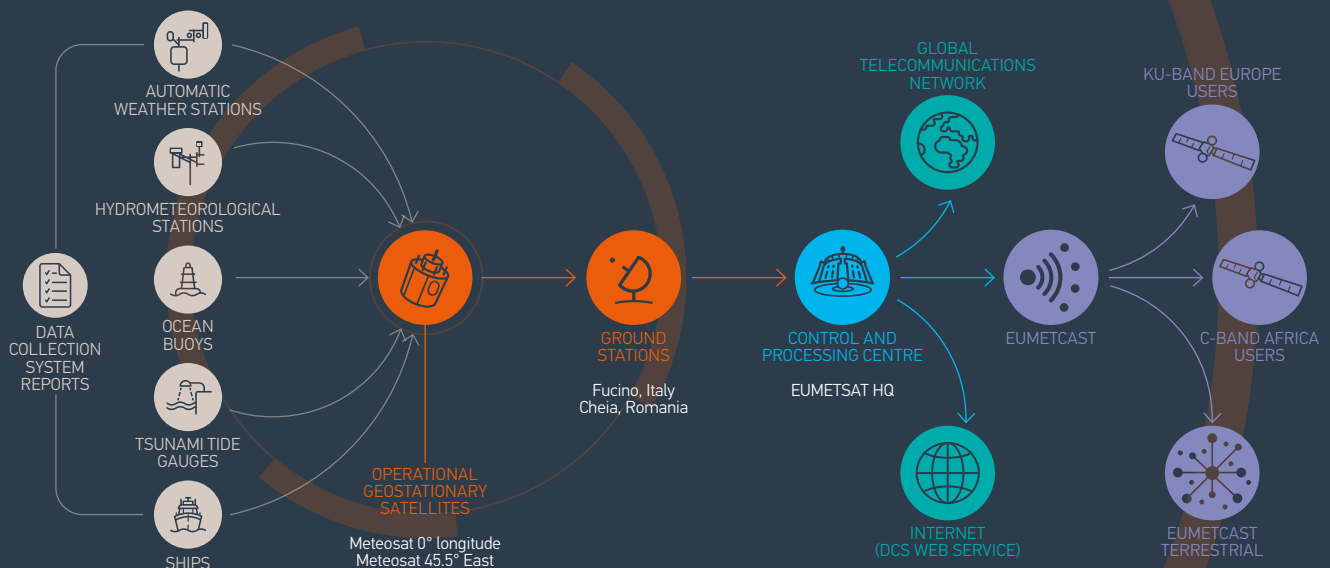 AUTOMATIC
WEATHER STATIONS
HYDROMETEOROLOGICAL
STATIONS
OCEAN
BUOYS
TSUNAMI TIDE
GAUGES
SHIPS
DATA
COLLECTION
SYSTEM
REPORTS
OPERATIONAL
GEOSTATIONARY
SATELLITES
Meteosat 0° longitude
Meteosat 45.5° East
GROUND
STATIONS
Fucino, Italy
Cheia, Romania
CONTROL AND
PROCESSING CENTRE
EUMETSAT HQ
GLOBAL
TELECOMMUNICATIONS
NETWORK
INTERNET
(DCS WEB SERVICE)
EUMETCAST
KU-BAND EUROPE
USERS
C-BAND AFRICA
USERS
EUMETCAST
TERRESTRIAL